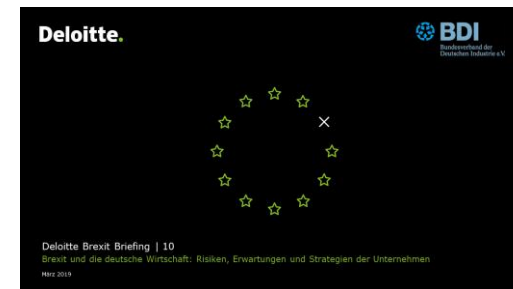 Deloitte.
BDI
Bundesverband der
Deutschen Industrie e.V.
Deloitte Brexit Briefing | 10
Brexit und die deutsche Wirtschaft: Risiken, Erwartungen und Strategien der Unternehmen
März 2019